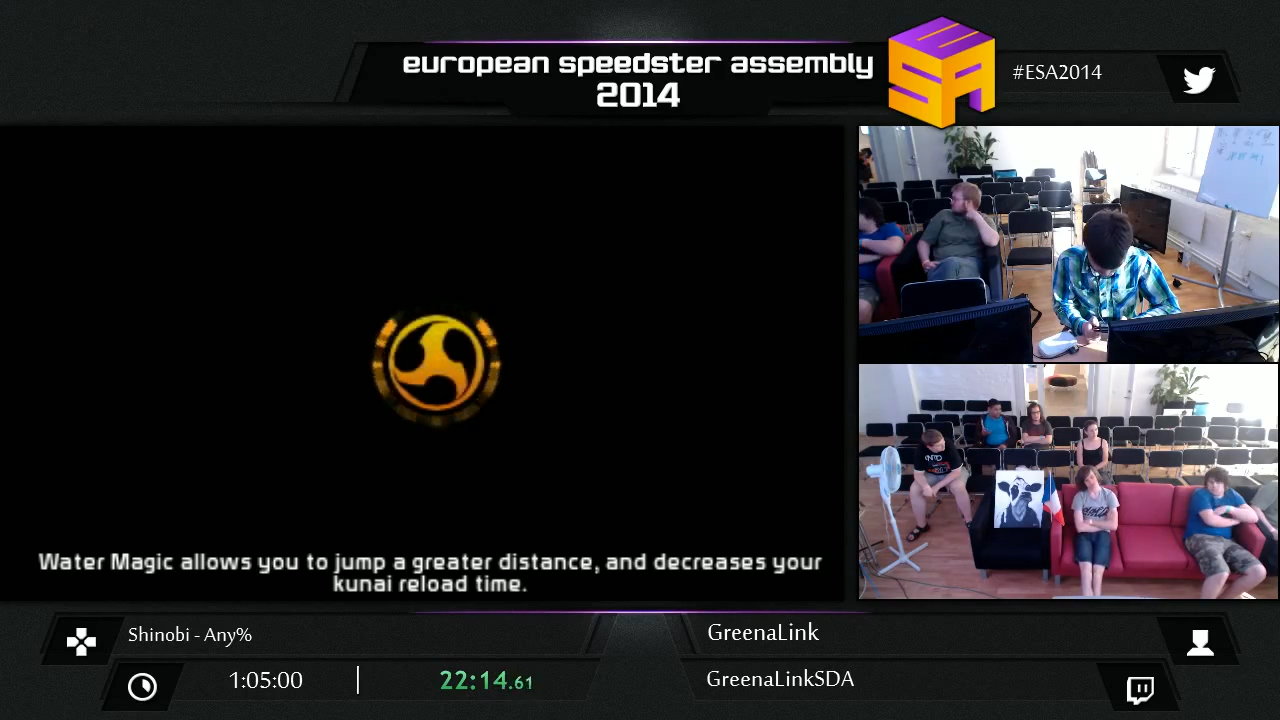 european speedster assembly
2014
ESA
#ESA2014
Water Magic allows you to jump a greater distance, and decreases your
kunai reload time.
Shinobi - Any%
GreenaLink
1:05:00
22:14.61
GreenaLinkSDA